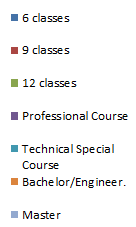 6 classes
9 classes
12 classes
Professional Course
Technical Special
Course
Bachelor/Engineer.
Master